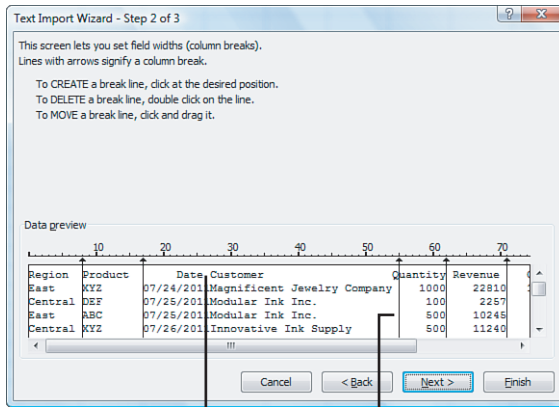 Text Import Wizard - Step 2 of 3
This screen lets you set field widths (column breaks).
Lines with arrows signify a column break.
To CREATE a break line, click at the desired position.
To DELETE a break line, double click on the line.
To MOVE a break line, click and drag it.
Data preview
10 20 30 40 50 60 70
Region Product Date Customer Quantity Revenue
East XYZ 07/24/2011 Magnificent Jewelry Company 1000 22810
Central DEF 07/25/2011 Modular Ink Inc. 100 2257
East ABC 07/25/2011 Modular Ink Inc. 500 10245
Central XYZ 07/26/2011 Innovative Ink Supply 500 11240
Cancel < Back Next > Finish